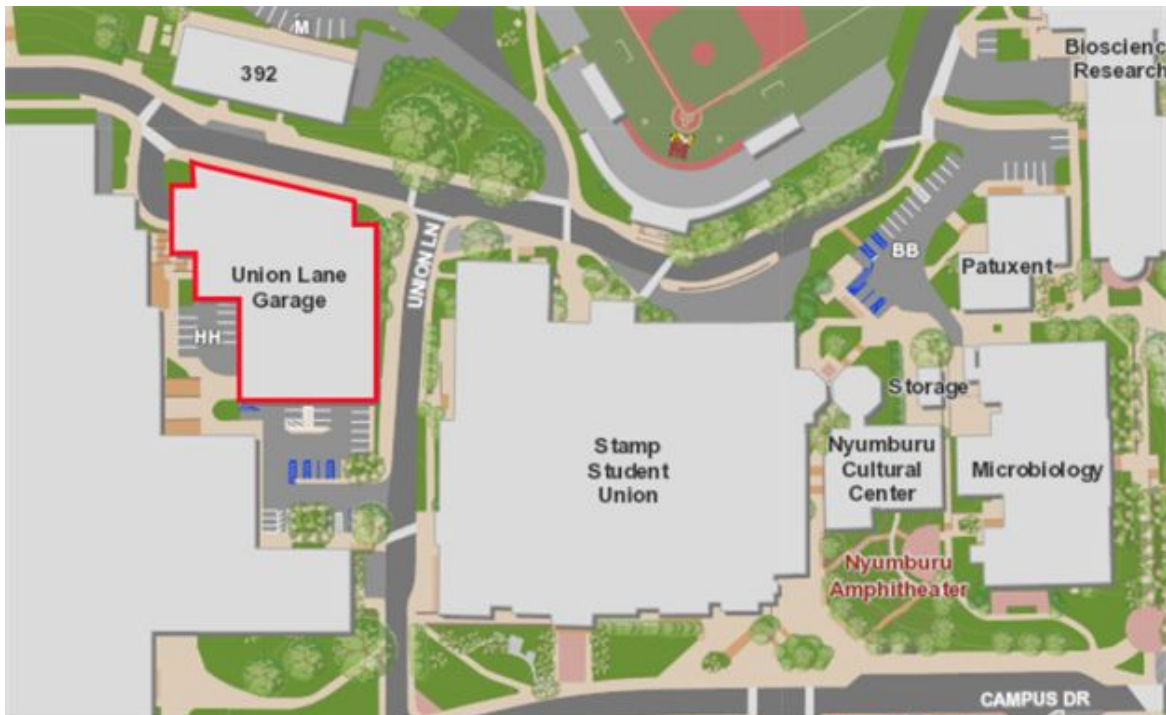 M
392
Bioscienc
Research
UNION LN
Union Lane
Garage
BB
Patuxent
HH
Storage
Stamp
Student
Union
Nyumburu
Cultural
Center
Microbiology
Nyumburu
Amphitheater
CAMPUS DR